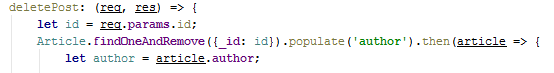 deletePost: (req, res) => {
let id = req.params.id;
Article.findOneAndRemove({_id: id}).populate('author').then(article => {
let author = article.author;